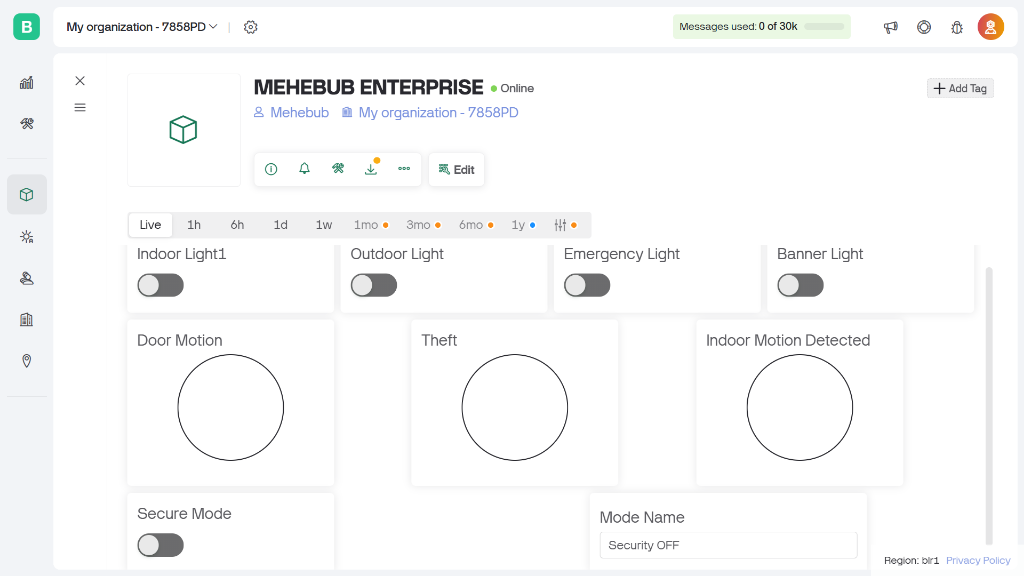 B
My organization - 7858PD
Messages used: 0 of 30k
MEHEBUB ENTERPRISE
Online
Add Tag
Mehebub My organization - 7858PD
Edit
Live 1h 6h 1d 1w 1mo 3mo 6mo 1y
Indoor Light1 Outdoor Light Emergency Light Banner Light
Door Motion Theft Indoor Motion Detected
Secure Mode
Mode Name
Security OFF
Region: blr1 Privacy Policy